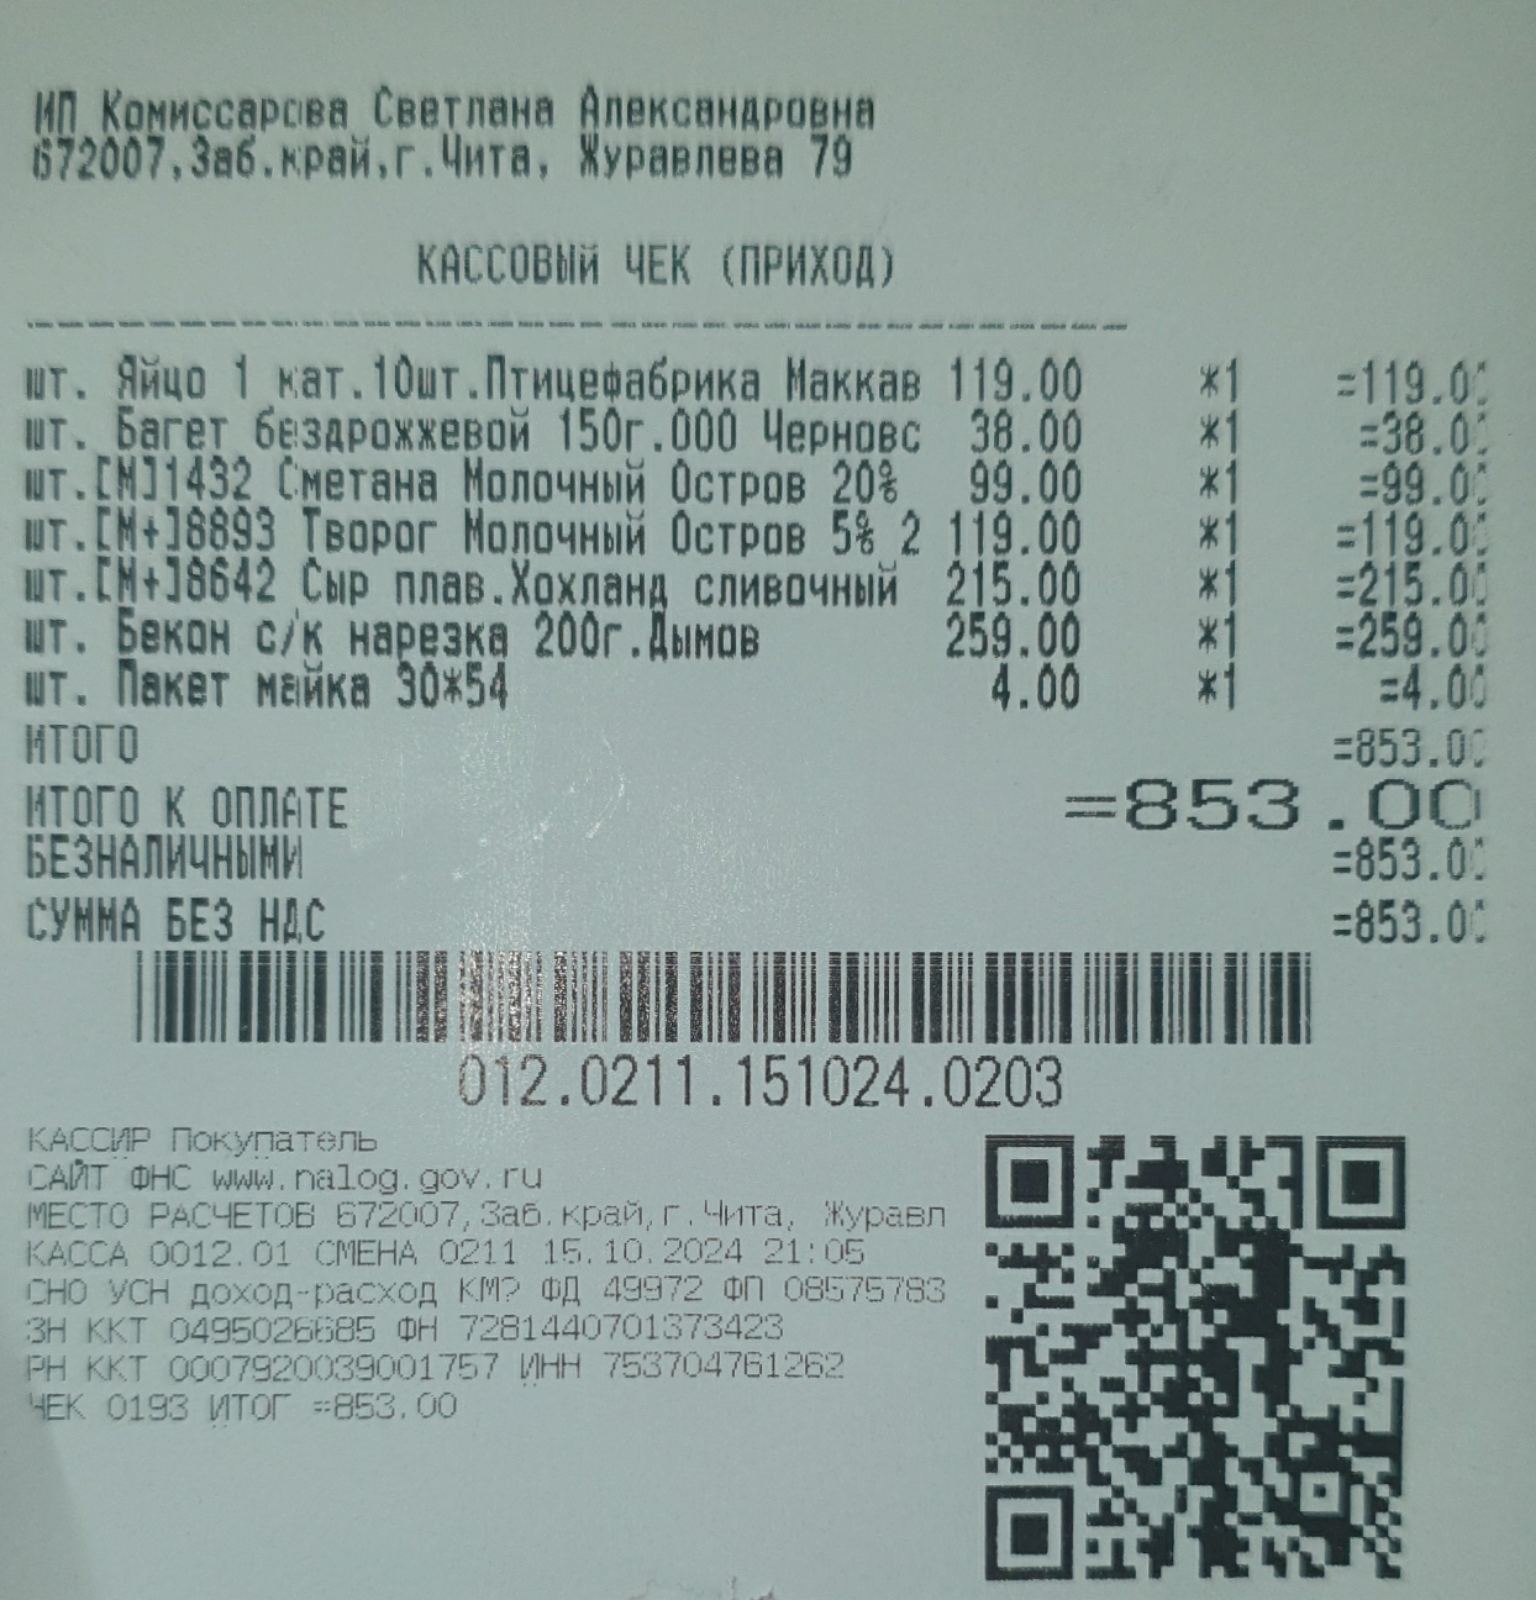 ИП Комиссарова Светлана Александровна
672007,Заб.край,г.Чита, Журавлева 79
КАССОВЫЙ ЧЕК (ПРИХОД)
шт. Яйцо 1 кат.10шт.Птицефабрика Маккав 119.00 *1 =119.00
шт. Багет бездрожжевой 150г.000 Черновс 38.00 *1 =38.00
шт.[М]1432 Сметана Молочный Остров 20% 99.00 *1 =99.00
шт.[М+]8893 Творог Молочный Остров 5% 2 119.00 *1 =119.00
шт.[М+]8642 Сыр плав.Хохланд сливочный 215.00 *1 =215.00
шт. Бекон с/к нарезка 200г.Дымов 259.00 *1 =259.00
шт. Пакет майка 30*54 4.00 *1 =4.00
ИТОГО =853.00
ИТОГО К ОПЛАТЕ =853.00
БЕЗНАЛИЧНЫМИ =853.00
СУММА БЕЗ НДС =853.00
012.0211.151024.0203
КАССИР Покупатель
САЙТ ФНС www.nalog.gov.ru
МЕСТО РАСЧЕТОВ 672007,Заб.край,г.Чита, Журавл
КАССА 0012.01 СМЕНА 0211 15.10.2024 21:05
СНО УСН доход-расход КМ? ФД 49972 ФП 08575783
ЗН ККТ 0495026685 ФН 7281440701373423
РН ККТ 0007920039001757 ИНН 753704761262
ЧЕК 0193 ИТОГ =853.00